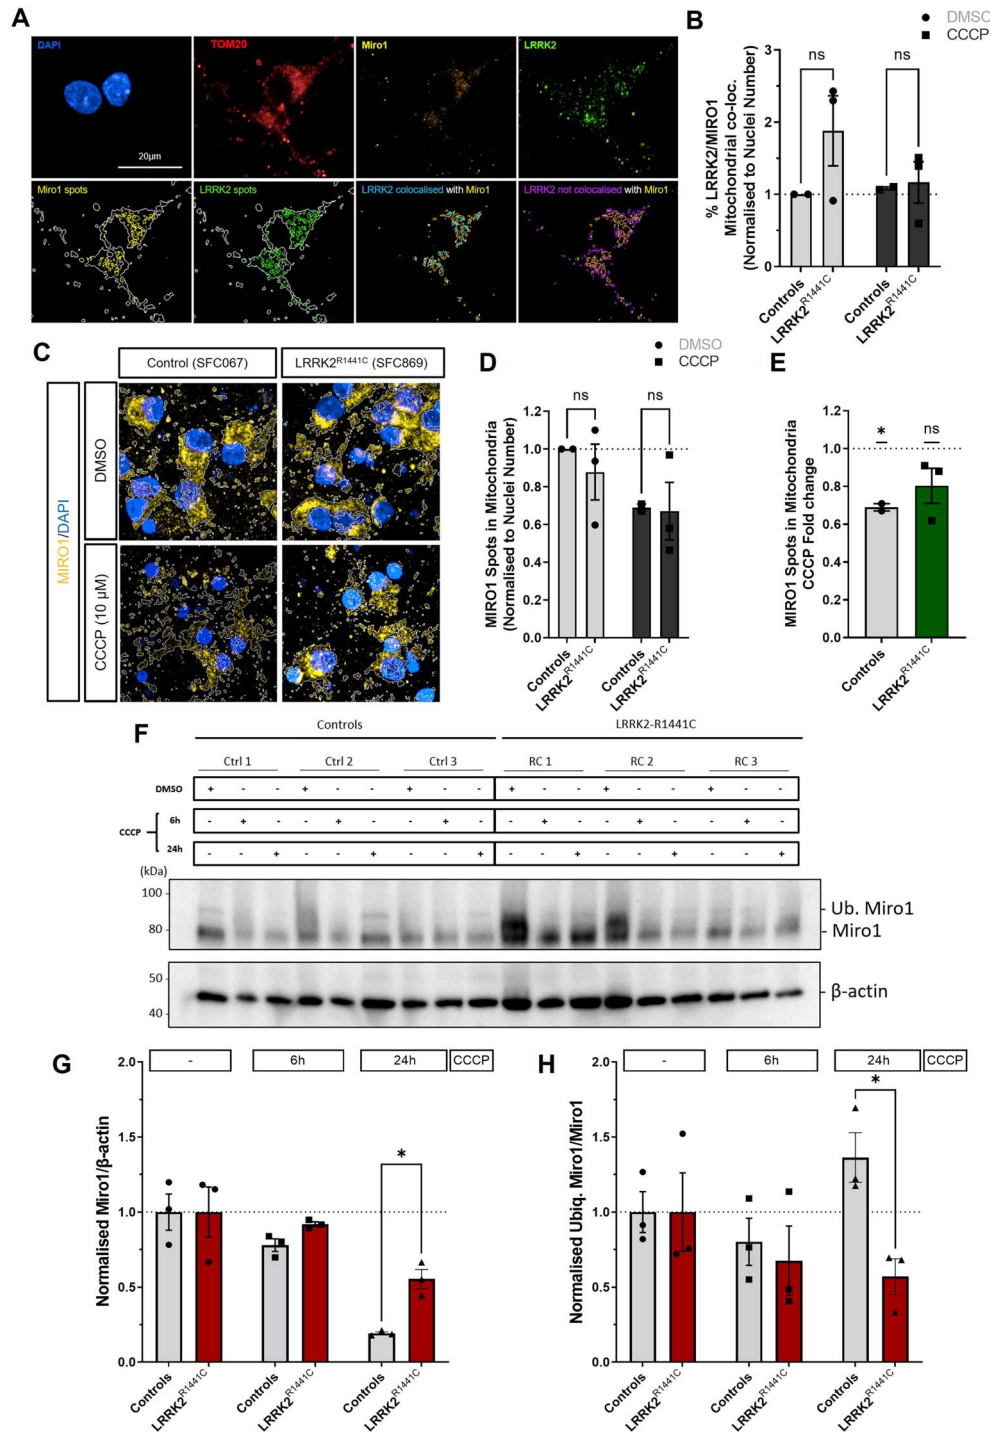 A
DAPI
TOM20
Miro1
LRRK2
20µm
Miro1 spots
LRRK2 spots
LRRK2 colocalised with Miro1
LRRK2 not colocalised with Miro1
B
DMSO
CCCP
% LRRK2/MIRO1
Mitochondrial co-loc.
(Normalised to Nuclei Number)
3
2
1
0
ns
ns
Controls
LRRK2R1441C
Controls
LRRK2R1441C
C
Control (SFC067)
LRRK2R1441C (SFC869)
MIRO1/DAPI
DMSO
CCCP (10 µM)
D
DMSO
CCCP
MIRO1 Spots in Mitochondria
(Normalised to Nuclei Number)
1.2
1.0
0.8
0.6
0.4
0.2
0.0
ns
ns
Controls
LRRK2R1441C
Controls
LRRK2R1441C
E
MIRO1 Spots in Mitochondria
CCCP Fold change
1.2
1.0
0.8
0.6
0.4
0.2
0.0
*
ns
Controls
LRRK2R1441C
F
Controls
LRRK2-R1441C
Ctrl 1
Ctrl 2
Ctrl 3
RC 1
RC 2
RC 3
DMSO
+ - - + - - + - - + - - + - - + - -
CCCP
6h
- + - - + - - + - - + - - + - - + -
24h
- - + - - + - - + - - + - - + - - +
(kDa)
100
80
Ub. Miro1
Miro1
50
40
β-actin
G
- 6h 24h CCCP
Normalised Miro1/β-actin
2.0
1.5
1.0
0.5
0.0
*
Controls
LRRK2R1441C
Controls
LRRK2R1441C
Controls
LRRK2R1441C
H
- 6h 24h CCCP
Normalised Ubiq. Miro1/Miro1
2.0
1.5
1.0
0.5
0.0
*
Controls
LRRK2R1441C
Controls
LRRK2R1441C
Controls
LRRK2R1441C